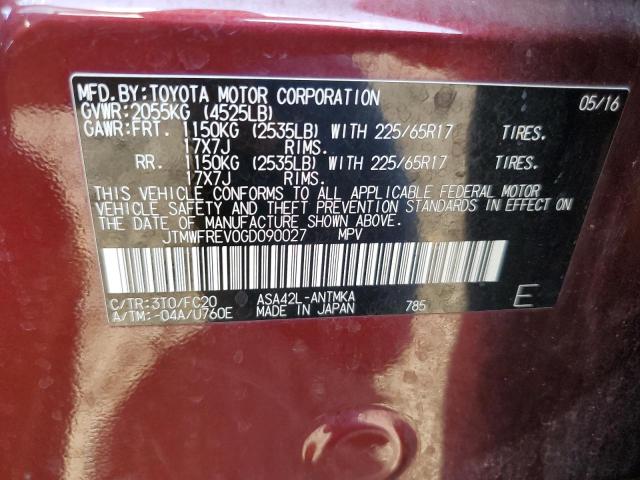 MFD.BY:TOYOTA MOTOR CORPORATION 05/16
GVWR:2055KG (4525LB)
GAWR:FRT. 1150KG (2535LB) WITH 225/65R17 TIRES.
17X7J RIMS.
RR. 1150KG (2535LB) WITH 225/65R17 TIRES.
17X7J RIMS.
THIS VEHICLE CONFORMS TO ALL APPLICABLE FEDERAL MOTOR
VEHICLE SAFETY AND THEFT PREVENTION STANDARDS IN EFFECT ON
THE DATE OF MANUFACTURE SHOWN ABOVE.
JTMWFREV0GD090027 MPV
C/TR:3T0/FC20 ASA42L-ANTMKA 785 E
A/TM:-04A/U760E MADE IN JAPAN